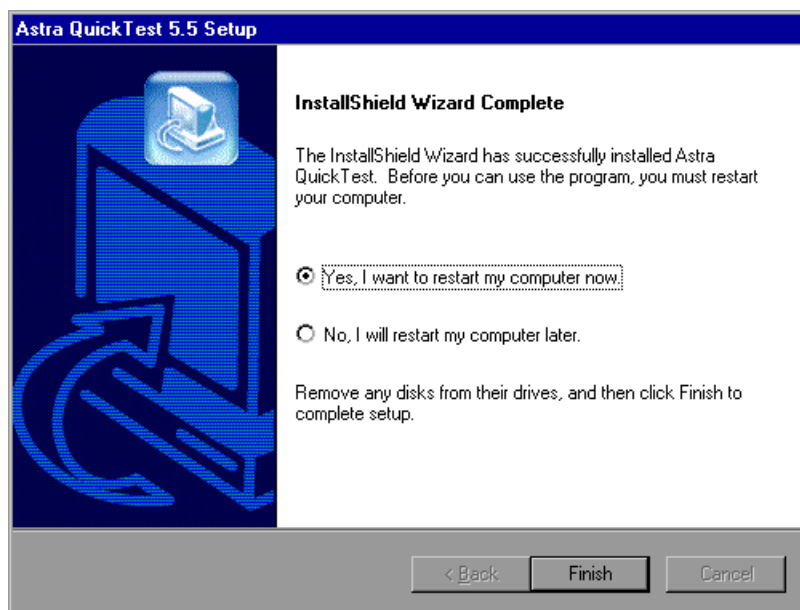 Astra QuickTest 5.5 Setup
InstallShield Wizard Complete
The InstallShield Wizard has successfully installed Astra
QuickTest. Before you can use the program, you must restart
your computer.
Yes, I want to restart my computer now.
No, I will restart my computer later.
Remove any disks from their drives, and then click Finish to
complete setup.
< Back
Finish
Cancel